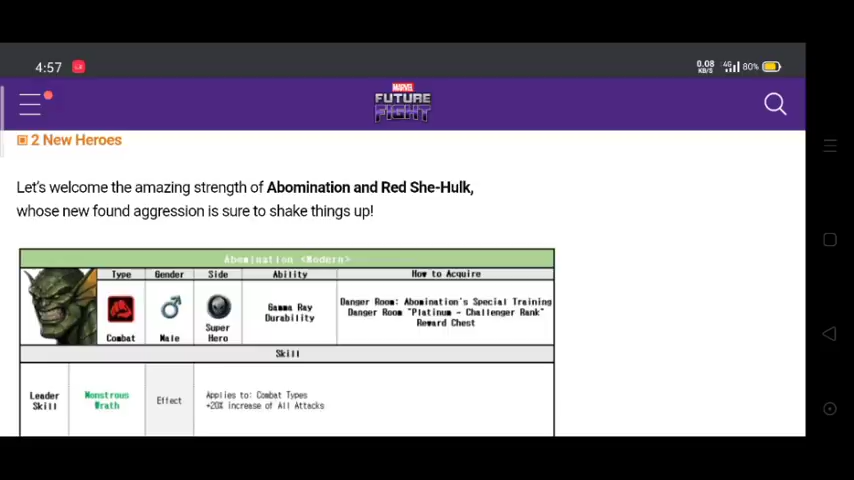 4:57
0.08 KB/S 4G 80%
MARVEL
FUTURE
FIGHT
2 New Heroes
Let's welcome the amazing strength of Abomination and Red She-Hulk,
whose new found aggression is sure to shake things up!
Abomination <Modern>
Type Gender Side Ability How to Acquire
Combat Male Super Hero Gamma Ray Durability Danger Room: Abomination's Special Training
Danger Room "Platinum - Challenger Rank"
Reward Chest
Skill
Leader Skill Monstrous Wrath Effect Applies to: Combat Types
+20% increase of All Attacks